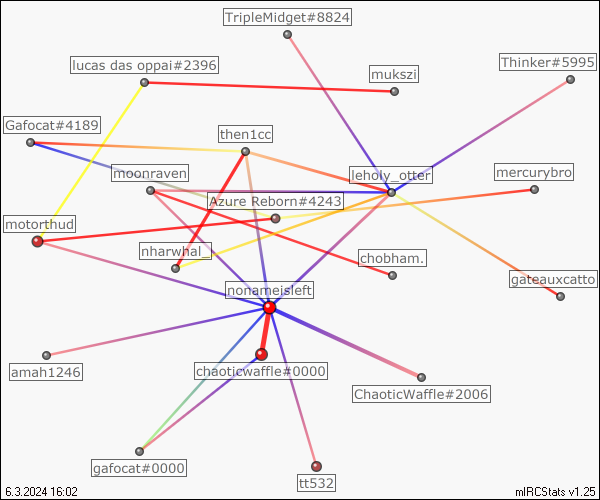 TripleMidget#8824
lucas das oppai#2396
Thinker#5995
mukszi
Gafocat#4189
then1cc
moonraven
leholy_otter
mercurybro
Azure Reborn#4243
motorthud
nharwhal_
chobham.
gateauxcatto
nonameisleft
amah1246
chaoticwaffle#0000
ChaoticWaffle#2006
gafocat#0000
tt532
6.3.2024 16:02
mIRCStats v1.25